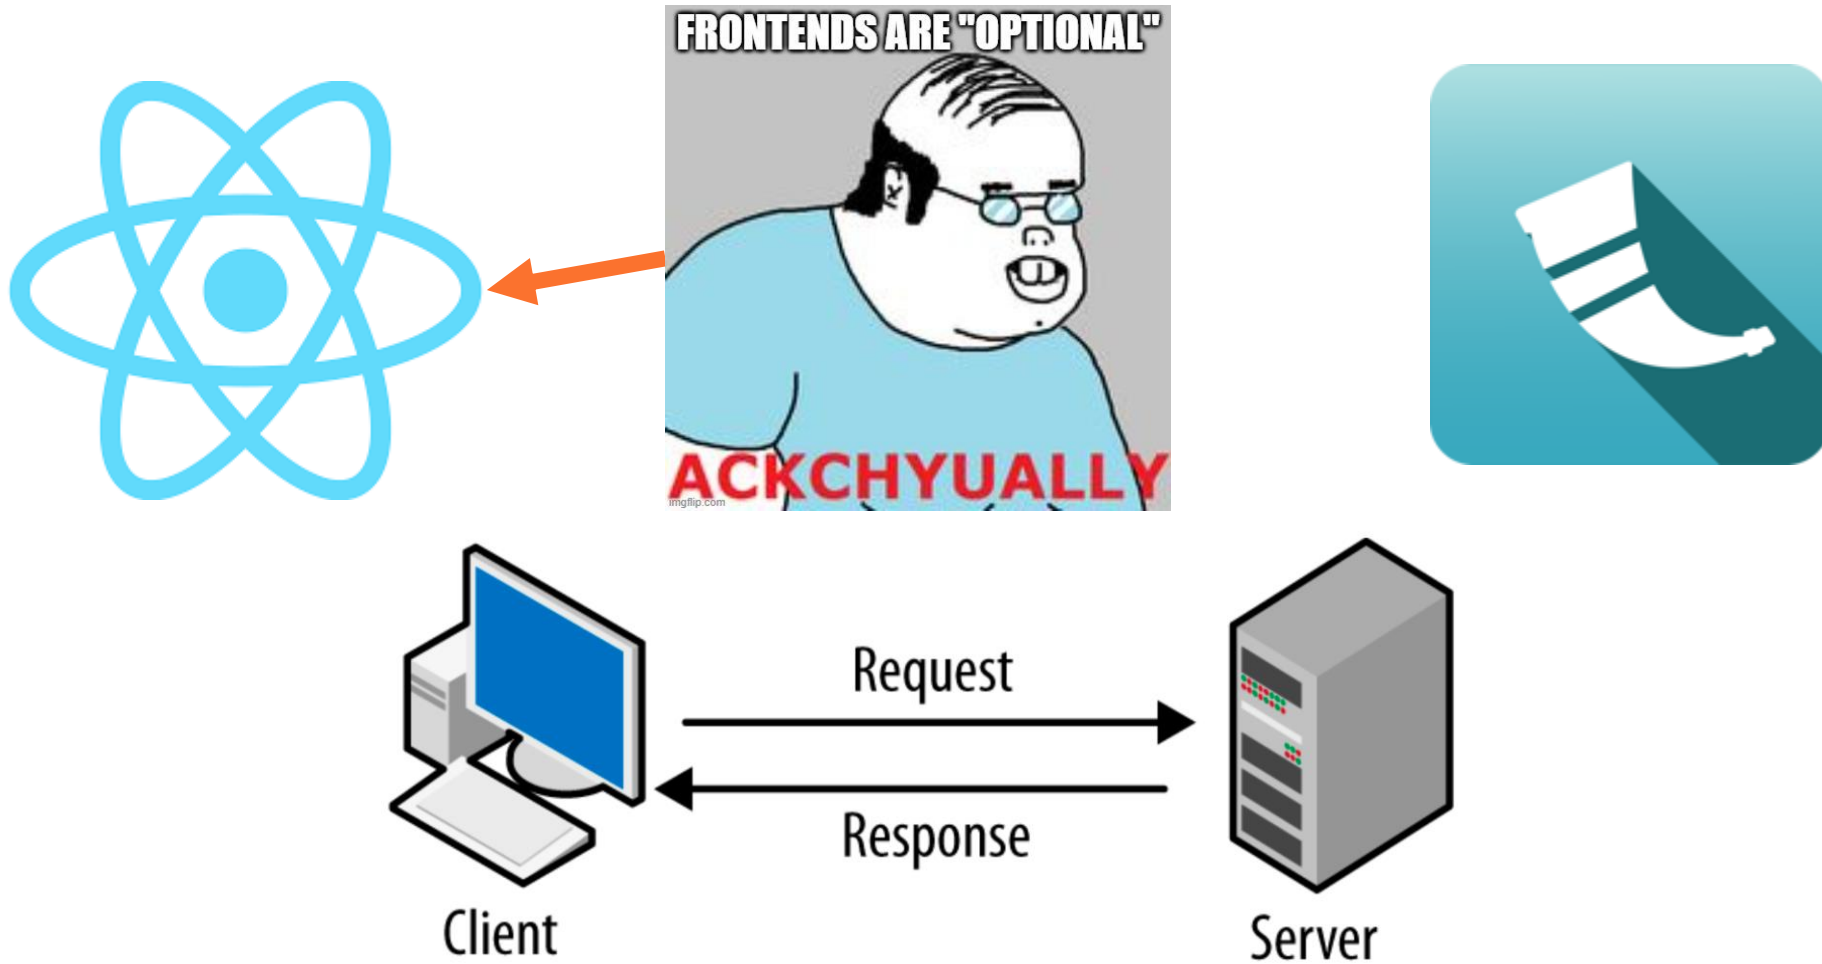 FRONTENDS ARE "OPTIONAL"
ACKCHYUALLY
imgflip.com
Request
Response
Client
Server